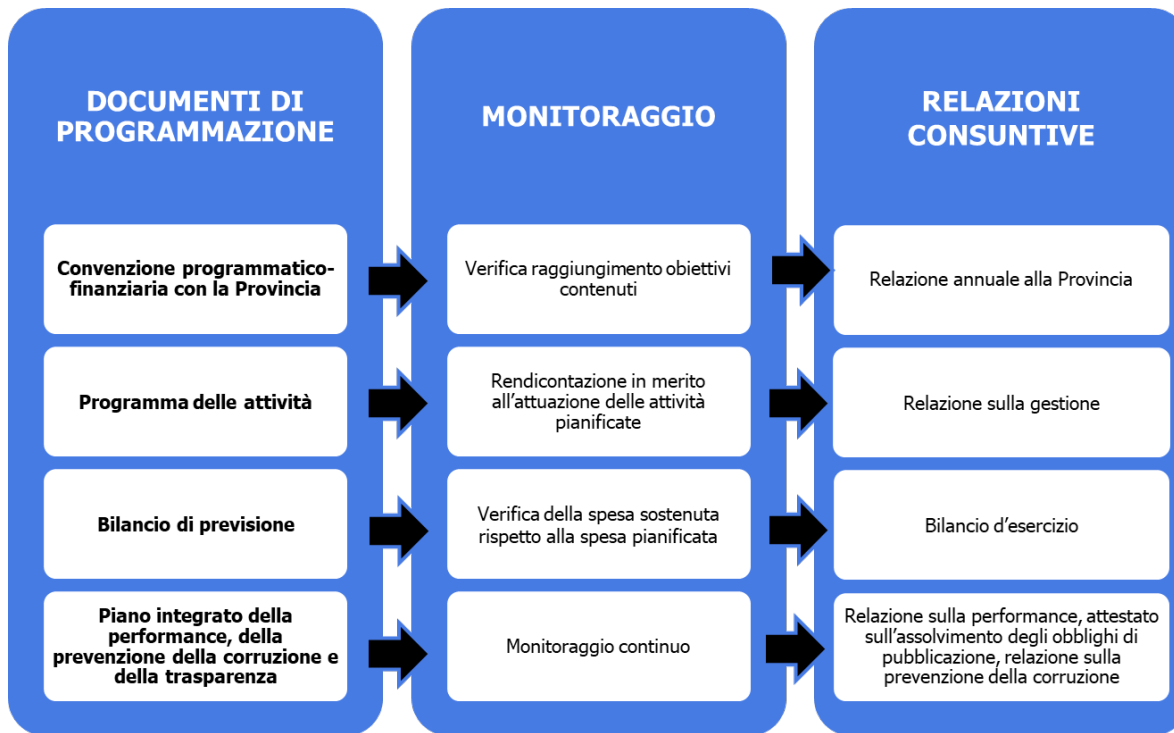 DOCUMENTI DI
PROGRAMMAZIONE
Convenzione programmatico-
finanziaria con la Provincia
Programma delle attività
Bilancio di previsione
Piano integrato della
performance, della
prevenzione della corruzione e
della trasparenza
MONITORAGGIO
Verifica raggiungimento obiettivi
contenuti
Rendicontazione in merito
all'attuazione delle attività
pianificate
Verifica della spesa sostenuta
rispetto alla spesa pianificata
Monitoraggio continuo
RELAZIONI
CONSUNTIVE
Relazione annuale alla Provincia
Relazione sulla gestione
Bilancio d'esercizio
Relazione sulla performance, attestato
sull'assolvimento degli obblighi di
pubblicazione, relazione sulla
prevenzione della corruzione